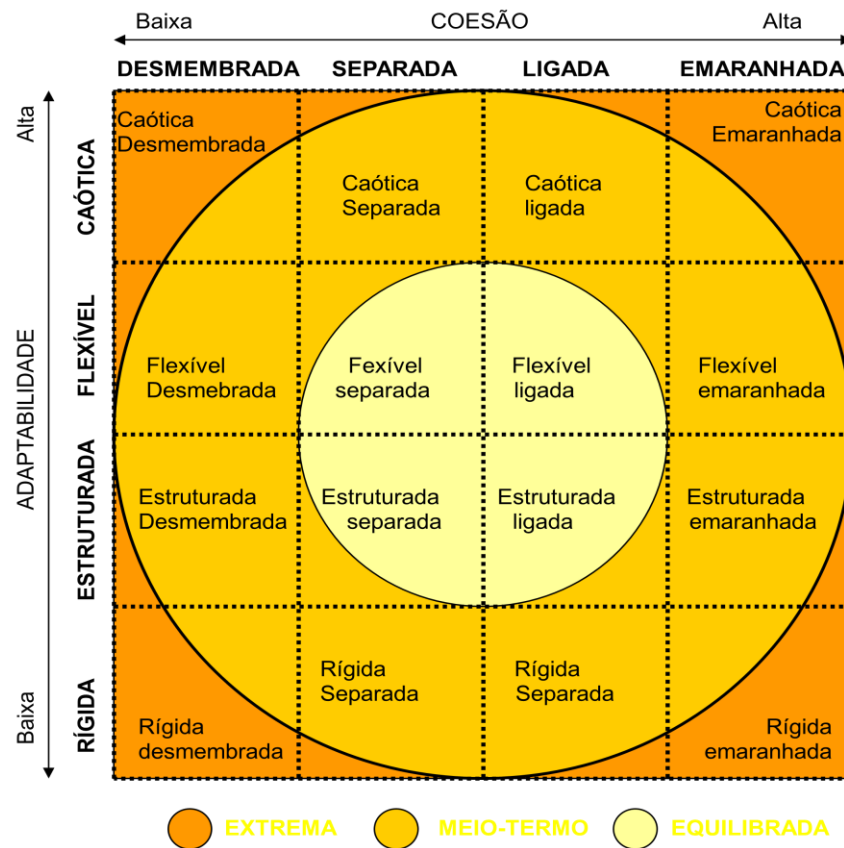 Baixa COESÃO Alta
DESMEMBRADA SEPARADA LIGADA EMARANHADA
Alta
ADAPTABILIDADE
Baixa
CAÓTICA
FLEXÍVEL
ESTRUTURADA
RÍGIDA
Caótica
Desmembrada
Caótica
Separada
Caótica
ligada
Caótica
Emaranhada
Flexível
Desmebrada
Fexível
separada
Flexível
ligada
Flexível
emaranhada
Estruturada
Desmembrada
Estruturada
separada
Estruturada
ligada
Estruturada
emaranhada
Rígida
desmembrada
Rígida
Separada
Rígida
Separada
Rígida
emaranhada
EXTREMA MEIO-TERMO EQUILIBRADA